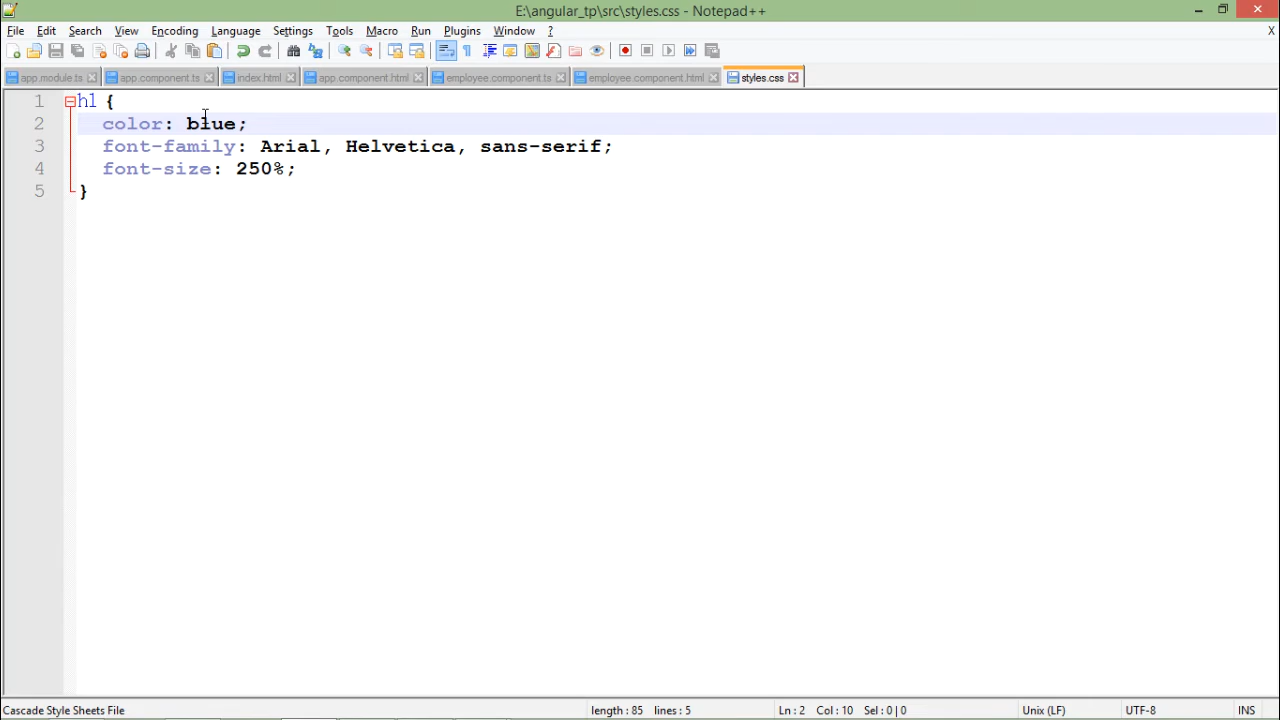 E:\angular_tp\src\styles.css - Notepad++
File Edit Search View Encoding Language Settings Tools Macro Run Plugins Window ? X
app.module.ts app.component.ts index.html app.component.html employee.component.ts employee.component.html styles.css
1 h1 {
2 color: blue;
3 font-family: Arial, Helvetica, sans-serif;
4 font-size: 250%;
5 }
Cascade Style Sheets File length : 85 lines : 5 Ln : 2 Col : 10 Sel : 0 | 0 Unix (LF) UTF-8 INS